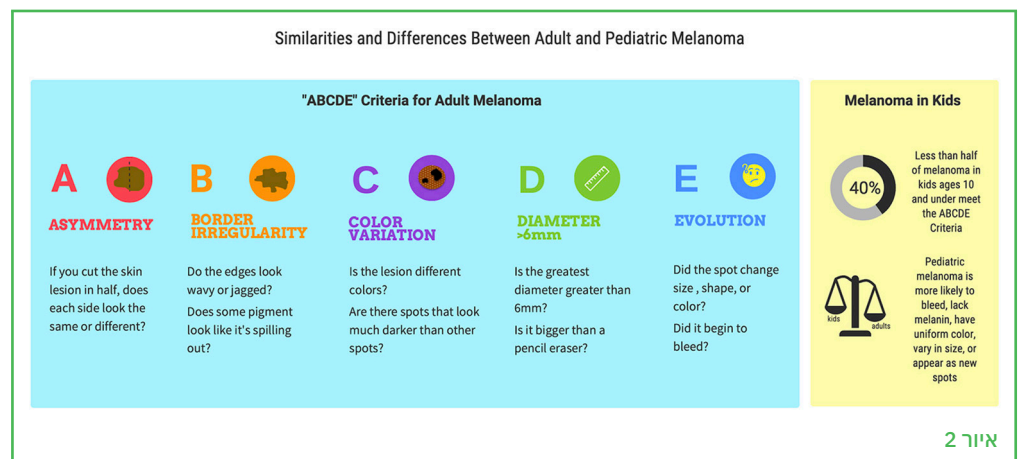 Similarities and Differences Between Adult and Pediatric Melanoma
"ABCDE" Criteria for Adult Melanoma
A
ASYMMETRY
If you cut the skin
lesion in half, does
each side look the
same or different?
B
BORDER
IRREGULARITY
Do the edges look
wavy or jagged?
Does some pigment
look like it's spilling
out?
C
COLOR
VARIATION
Is the lesion different
colors?
Are there spots that look
much darker than other
spots?
D
DIAMETER
>6mm
Is the greatest
diameter greater than
6mm?
Is it bigger than a
pencil eraser?
E
EVOLUTION
Did the spot change
size , shape, or
color?
Did it begin to
bleed?
Melanoma in Kids
40%
Less than half
of melanoma in
kids ages 10
and under meet
the ABCDE
Criteria
kids
adults
Pediatric
melanoma is
more likely to
bleed, lack
melanin, have
uniform color,
vary in size, or
appear as new
spots
איור 2